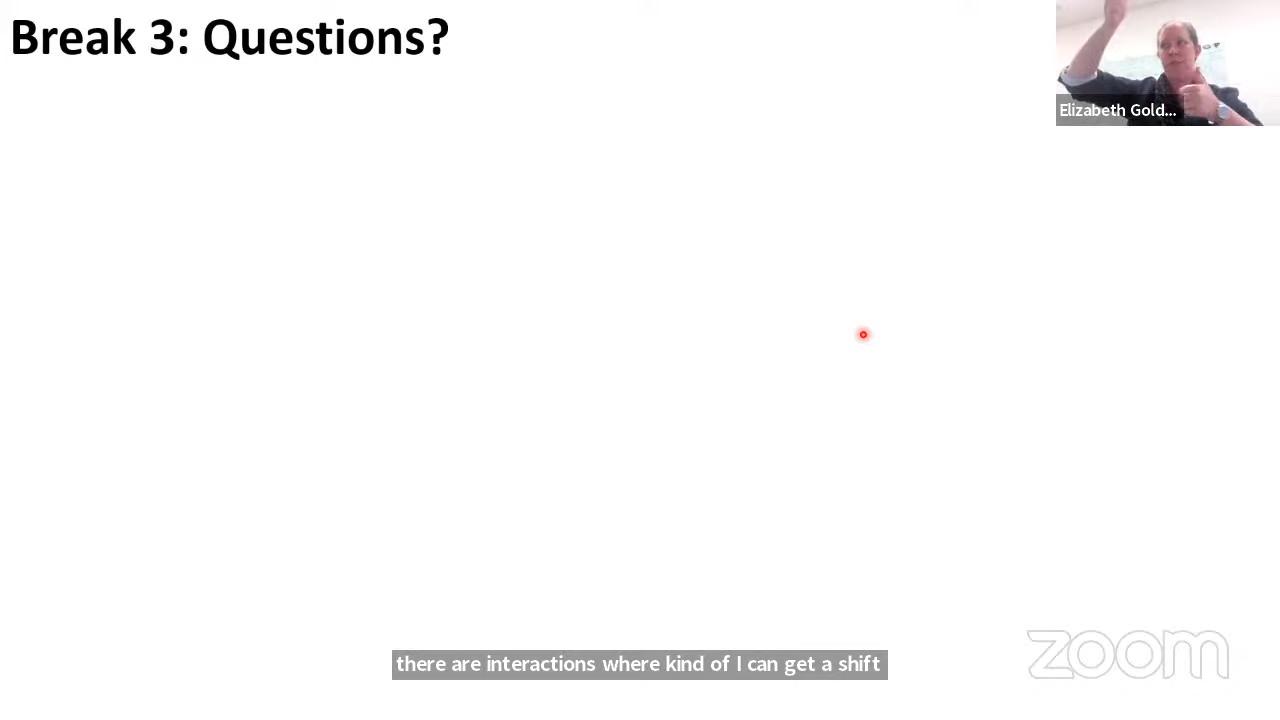 Break 3: Questions?
Elizabeth Gold...
there are interactions where kind of I can get a shift
zoom